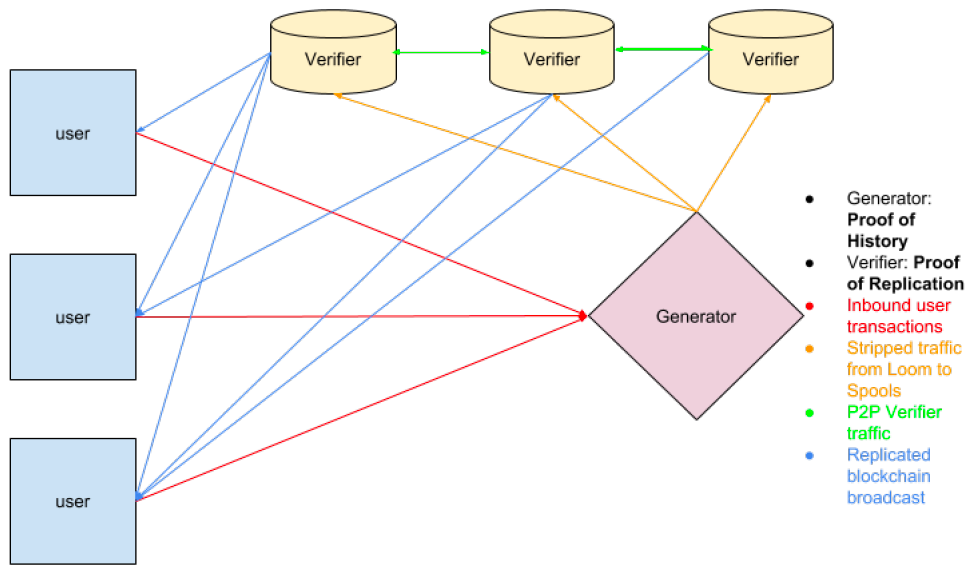 Verifier
Verifier
Verifier
user
user
user
Generator
● Generator:
Proof of
History
● Verifier: Proof
of Replication
● Inbound user
transactions
● Stripped traffic
from Loom to
Spools
● P2P Verifier
traffic
● Replicated
blockchain
broadcast